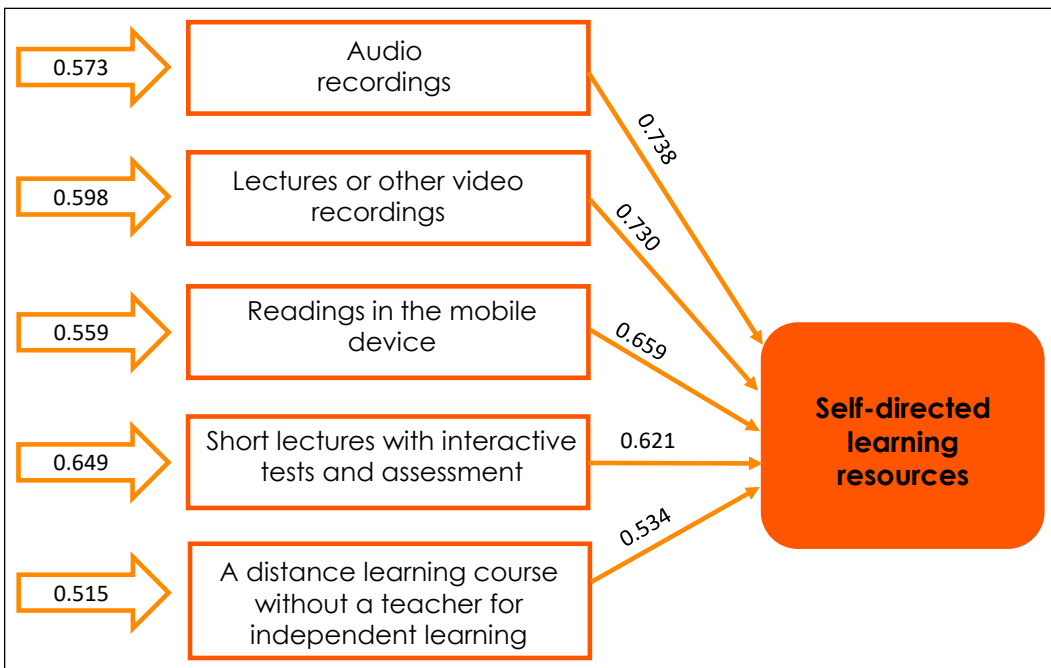 0.573
Audio
recordings
0.738
0.598
Lectures or other video
recordings
0.730
0.559
Readings in the mobile
device
0.659
Self-directed
learning
resources
0.649
Short lectures with interactive
tests and assessment
0.621
0.534
0.515
A distance learning course
without a teacher for
independent learning